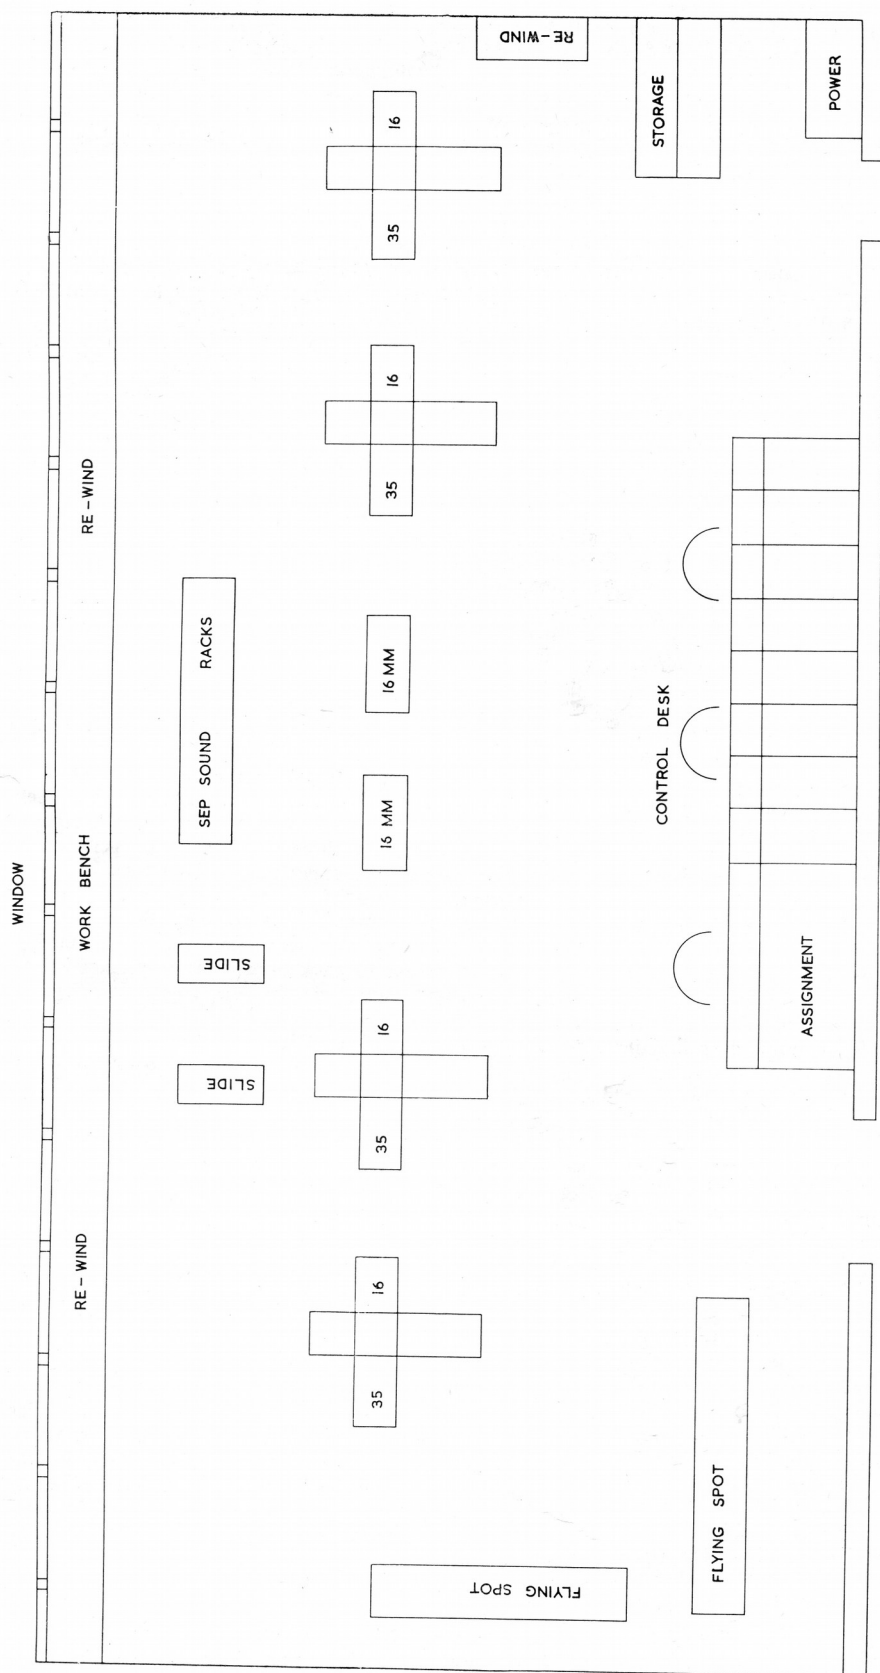 WINDOW
RE-WIND
WORK BENCH
RE-WIND
SLIDE
SLIDE
SEP SOUND RACKS
35
16
35
16
16 MM
16 MM
35
16
35
16
FLYING SPOT
RE-WIND
CONTROL DESK
STORAGE
FLYING SPOT
ASSIGNMENT
POWER